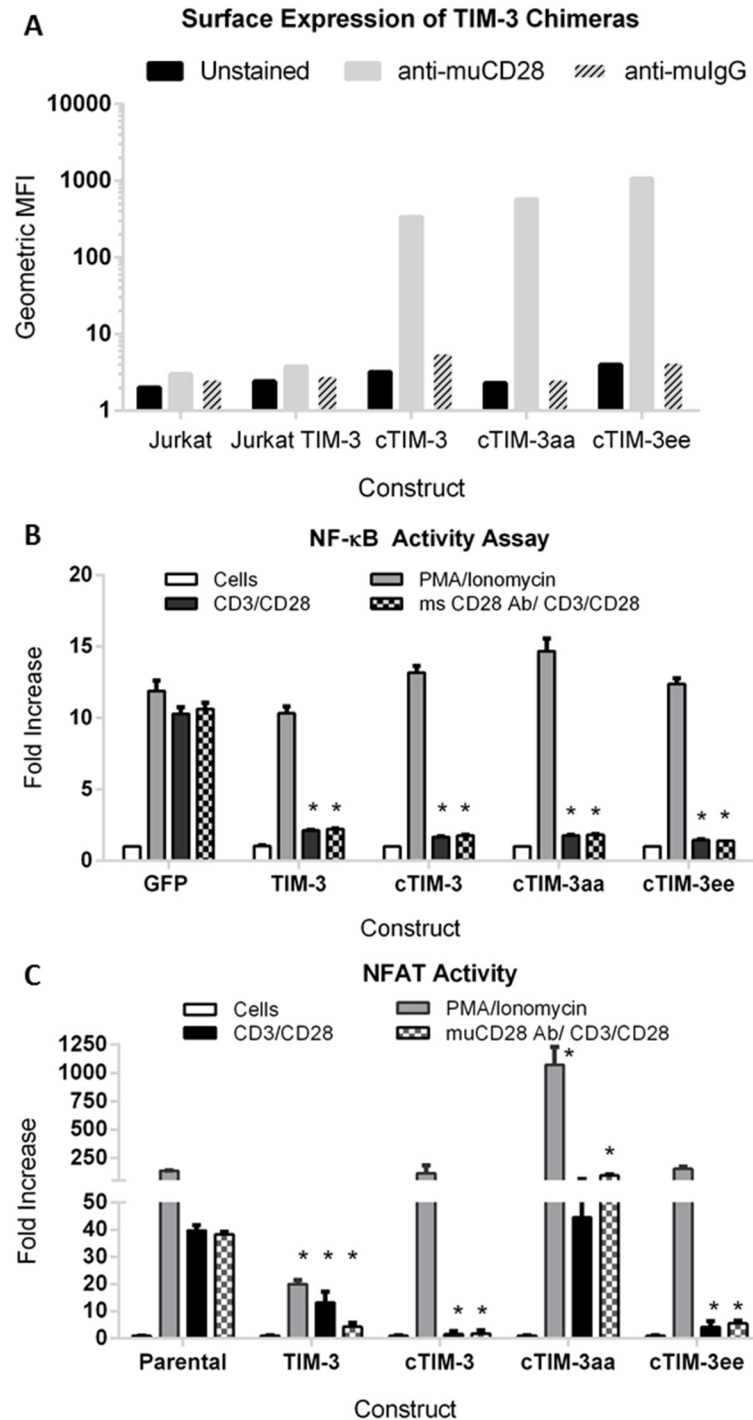 A
Surface Expression of TIM-3 Chimeras
Unstained anti-muCD28 anti-muIgG
10000
1000
100
10
1
Geometric MFI
Jurkat Jurkat TIM-3 cTIM-3 cTIM-3aa cTIM-3ee
Construct
B
NF-κB Activity Assay
Cells PMA/Ionomycin
CD3/CD28 ms CD28 Ab/ CD3/CD28
20
15
10
5
0
Fold Increase
* * * * * * * *
GFP TIM-3 cTIM-3 cTIM-3aa cTIM-3ee
Construct
C
NFAT Activity
Cells PMA/Ionomycin
CD3/CD28 muCD28 Ab/ CD3/CD28
1250
1000
750
500
250
50
40
30
20
10
0
Fold Increase
* * * * * * * * *
Parental TIM-3 cTIM-3 cTIM-3aa cTIM-3ee
Construct